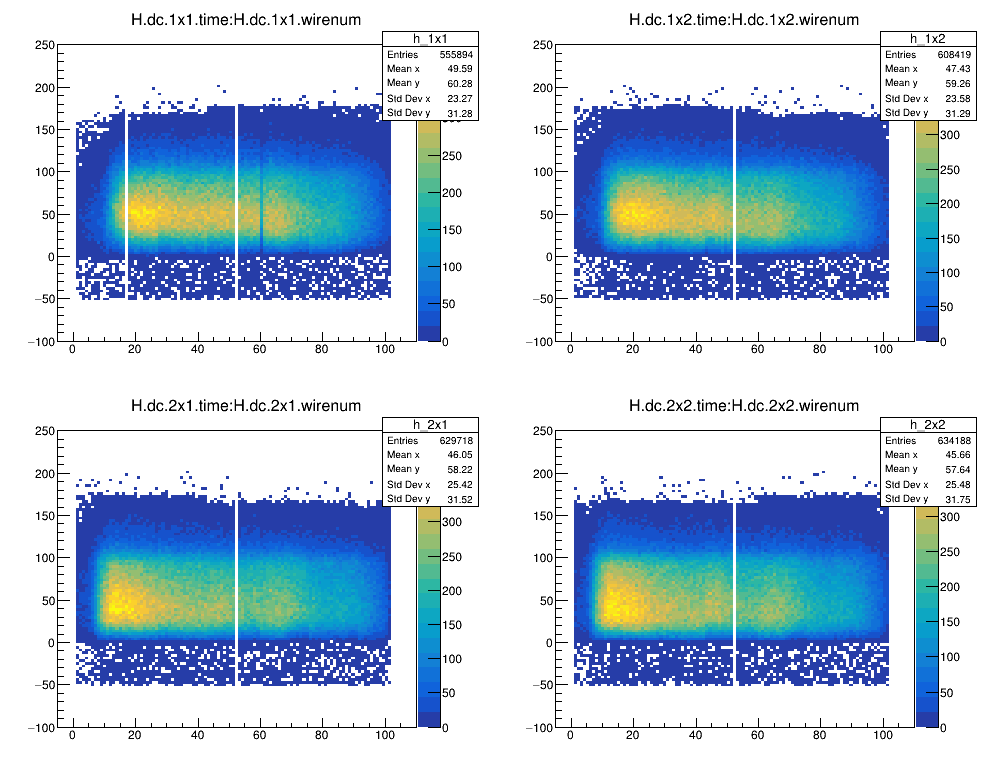 H.dc.1x1.time:H.dc.1x1.wirenum
h_1x1
Entries 555894
Mean x 49.59
Mean y 60.28
Std Dev x 23.27
Std Dev y 31.28
250
200
150
100
50
0
−50
−100
0 20 40 60 80 100
250
200
150
100
50
0
H.dc.1x2.time:H.dc.1x2.wirenum
h_1x2
Entries 608419
Mean x 47.43
Mean y 59.26
Std Dev x 23.58
Std Dev y 31.29
250
200
150
100
50
0
−50
−100
0 20 40 60 80 100
300
250
200
150
100
50
0
H.dc.2x1.time:H.dc.2x1.wirenum
h_2x1
Entries 629718
Mean x 46.05
Mean y 58.22
Std Dev x 25.42
Std Dev y 31.52
250
200
150
100
50
0
−50
−100
0 20 40 60 80 100
300
250
200
150
100
50
0
H.dc.2x2.time:H.dc.2x2.wirenum
h_2x2
Entries 634188
Mean x 45.66
Mean y 57.64
Std Dev x 25.48
Std Dev y 31.75
250
200
150
100
50
0
−50
−100
0 20 40 60 80 100
300
250
200
150
100
50
0